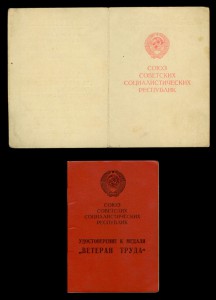 СОЮЗ
СОВЕТСКИХ
СОЦИАЛИСТИЧЕСКИХ
РЕСПУБЛИК
СОЮЗ
СОВЕТСКИХ
СОЦИАЛИСТИЧЕСКИХ
РЕСПУБЛИК
УДОСТОВЕРЕНИЕ К МЕДАЛИ
„ВЕТЕРАН ТРУДА“